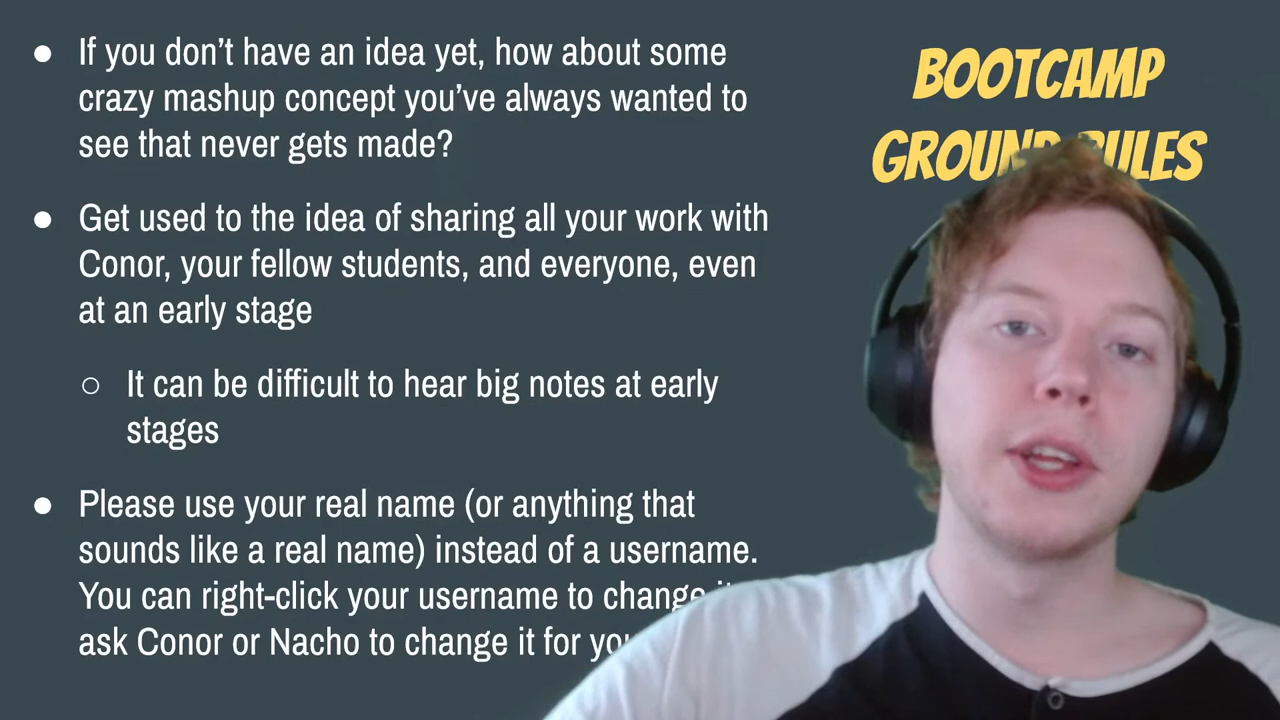 BOOTCAMP
● If you don’t have an idea yet, how about some
crazy mashup concept you’ve always wanted to
see that never gets made?
● Get used to the idea of sharing all your work with
Conor, your fellow students, and everyone, even
at an early stage
○ It can be difficult to hear big notes at early
stages
● Please use your real name (or anything that
sounds like a real name) instead of a username.
You can right-click your username to change
ask Conor or Nacho to change it for